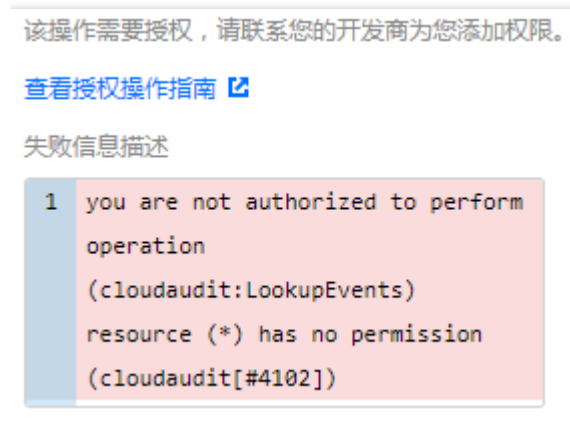 该操作需要授权，请联系您的开发商为您添加权限。
查看授权操作指南
失败信息描述
1 you are not authorized to perform
operation
(cloudaudit:LookupEvents)
resource (*) has no permission
(cloudaudit[#4102])